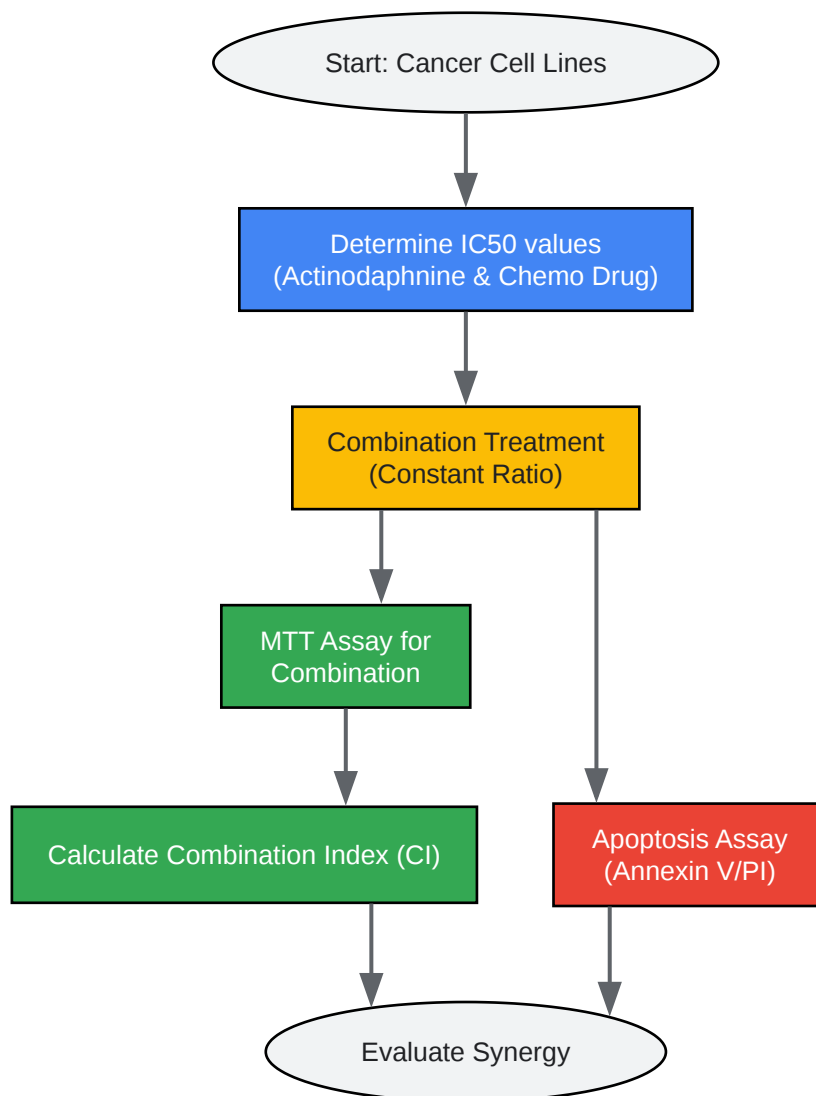 Start: Cancer Cell Lines
Determine IC50 values
(Actinodaphnine & Chemo Drug)
Combination Treatment
(Constant Ratio)
MTT Assay for
Combination
Calculate Combination Index (CI)
Apoptosis Assay
(Annexin V/PI)
Evaluate Synergy